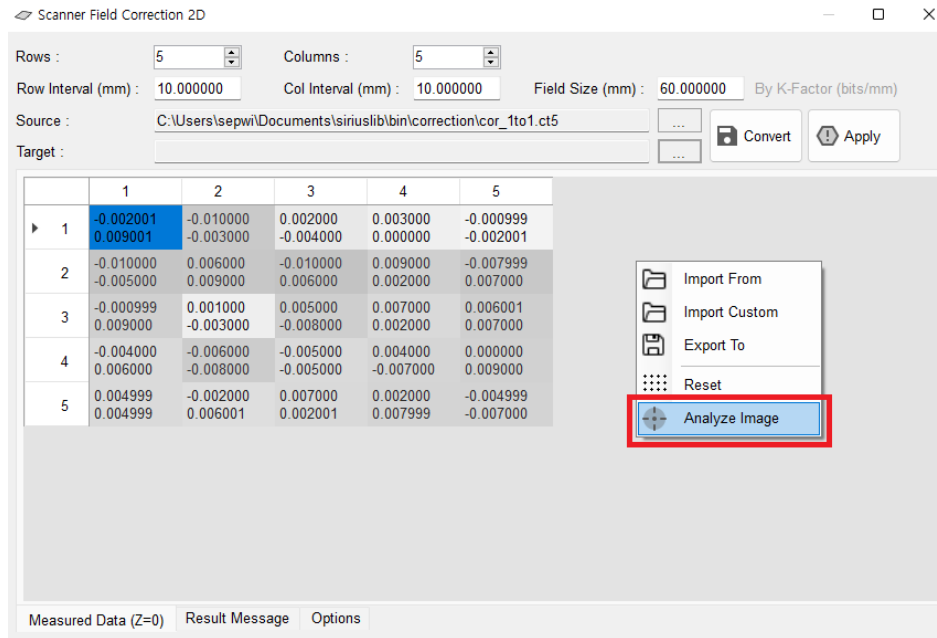 Scanner Field Correction 2D
Rows : 5 Columns : 5
Row Interval (mm) : 10.000000 Col Interval (mm) : 10.000000 Field Size (mm) : 60.000000 By K-Factor (bits/mm)
Source : C:\Users\sepwi\Documents\siriuslib\bin\correction\cor_1to1.ct5 ...
Target : ...
Convert Apply
1 2 3 4 5
1 -0.002001 -0.010000 0.002000 0.003000 -0.000999
0.009001 -0.003000 -0.004000 0.000000 -0.002001
2 -0.010000 0.006000 -0.010000 0.009000 -0.007999
-0.005000 0.009000 0.006000 0.002000 0.007000
3 -0.000999 0.001000 0.005000 0.007000 0.006001
0.009000 -0.003000 -0.008000 0.002000 0.007000
4 -0.004000 -0.006000 -0.005000 0.004000 0.000000
0.006000 -0.008000 -0.005000 -0.007000 0.009000
5 0.004999 -0.002000 0.007000 0.002000 -0.004999
0.004999 0.006001 0.002001 0.007999 -0.007000
Import From
Import Custom
Export To
Reset
Analyze Image
Measured Data (Z=0) Result Message Options